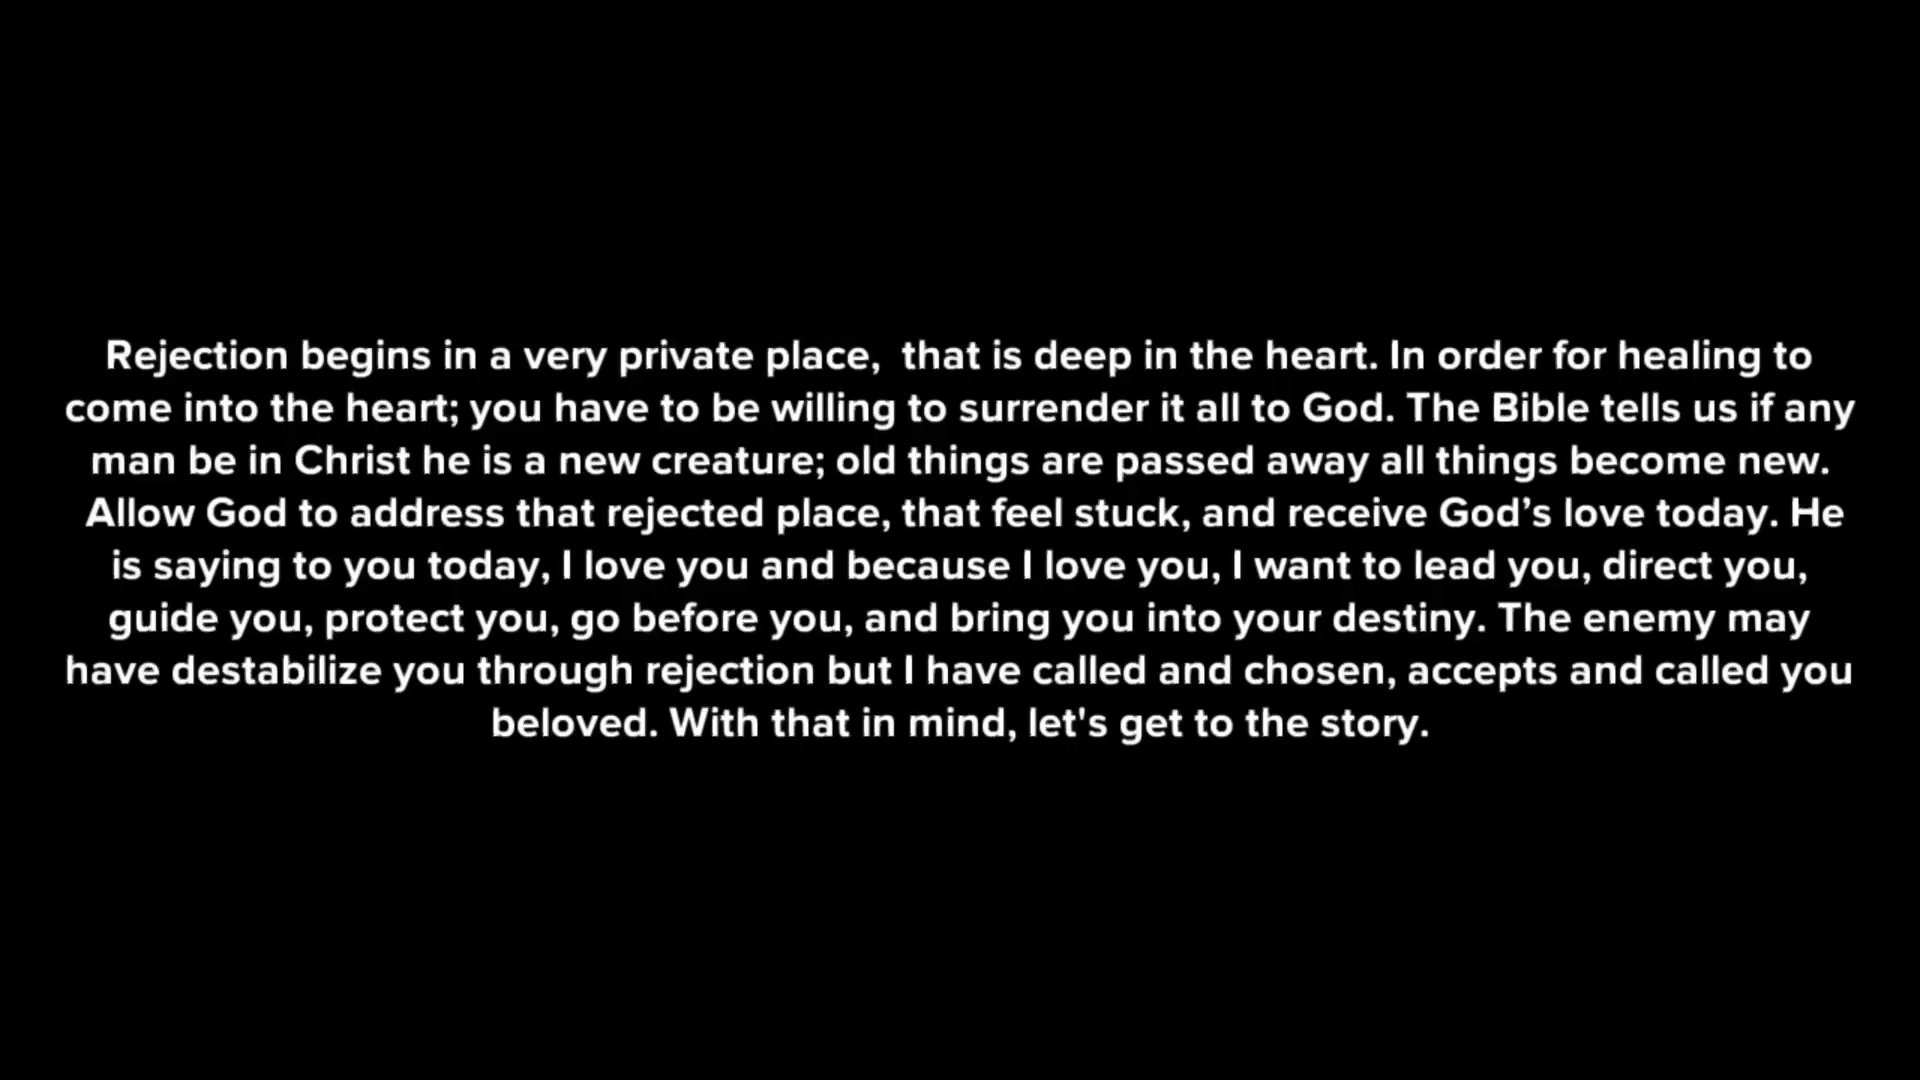 Rejection begins in a very private place,  that is deep in the heart. In order for healing to
come into the heart; you have to be willing to surrender it all to God. The Bible tells us if any
man be in Christ he is a new creature; old things are passed away all things become new.
Allow God to address that rejected place, that feel stuck, and receive God’s love today. He
is saying to you today, I love you and because I love you, I want to lead you, direct you,
guide you, protect you, go before you, and bring you into your destiny. The enemy may
have destabilize you through rejection but I have called and chosen, accepts and called you
beloved. With that in mind, let's get to the story.